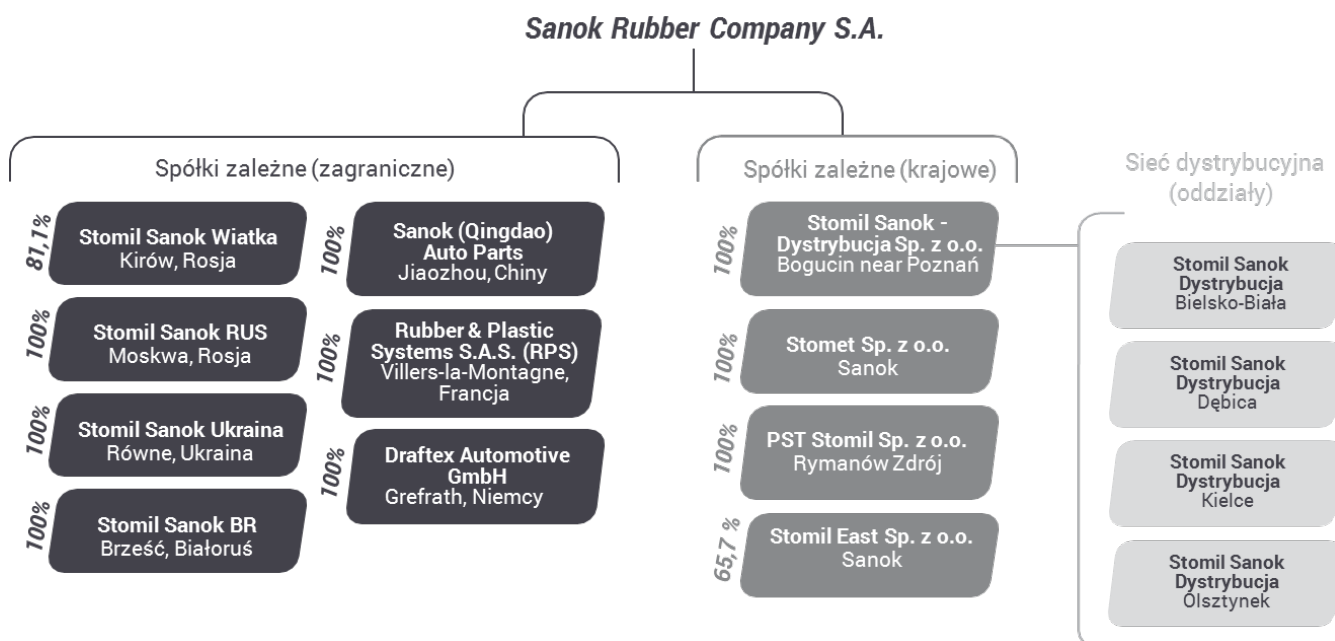 Sanok Rubber Company S.A.
Spółki zależne (zagraniczne)
81,1%
Stomil Sanok Wiatka
Kirów, Rosja
100%
Stomil Sanok RUS
Moskwa, Rosja
100%
Stomil Sanok Ukraina
Równe, Ukraina
100%
Stomil Sanok BR
Brześć, Białoruś
100%
Sanok (Qingdao)
Auto Parts
Jiaozhou, Chiny
100%
Rubber & Plastic
Systems S.A.S. (RPS)
Villers-la-Montagne,
Francja
100%
Draftex Automotive
GmbH
Grefrath, Niemcy
Spółki zależne (krajowe)
100%
Stomil Sanok -
Dystrybucja Sp. z o.o.
Bogucin near Poznań
100%
Stomet Sp. z o.o.
Sanok
100%
PST Stomil Sp. z o.o.
Rymanów Zdrój
65,7 %
Stomil East Sp. z o.o.
Sanok
Sieć dystrybucyjna
(oddziały)
Stomil Sanok
Dystrybucja
Bielsko-Biała
Stomil Sanok
Dystrybucja
Dębica
Stomil Sanok
Dystrybucja
Kielce
Stomil Sanok
Dystrybucja
Olsztynek